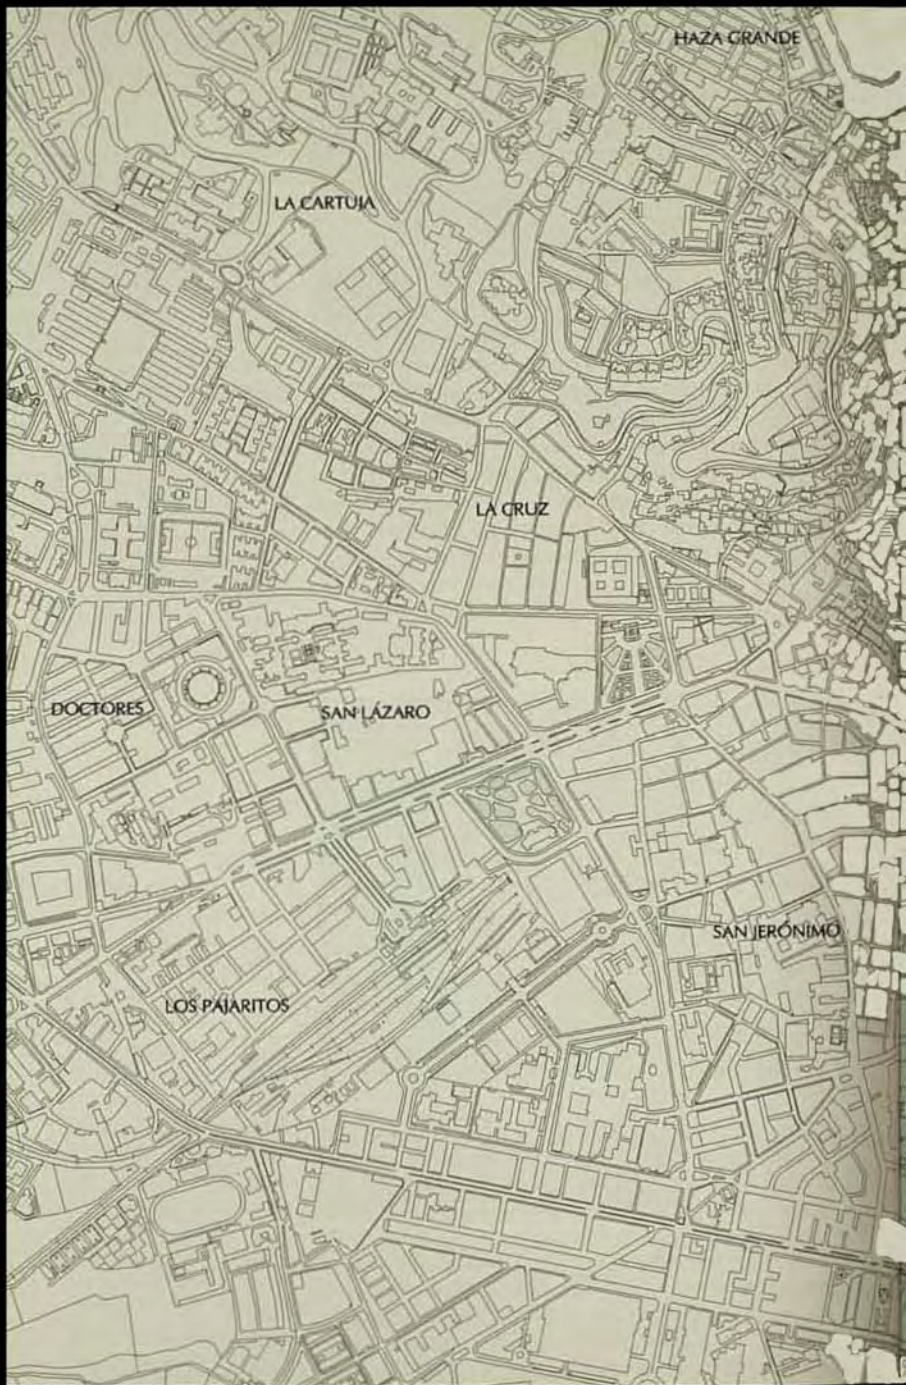 HAZA GRANDE
LA CARTUJA
LA CRUZ
DOCTORES
SAN LÁZARO
SAN JERÓNIMO
LOS PAJARITOS